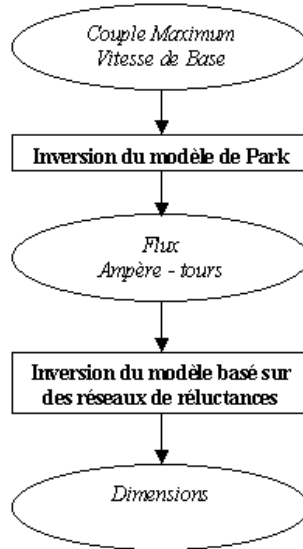 Couple Maximum
Vitesse de Base
Inversion du modèle de Park
Flux
Ampère - tours
Inversion du modèle basé sur
des réseaux de réluctances
Dimensions